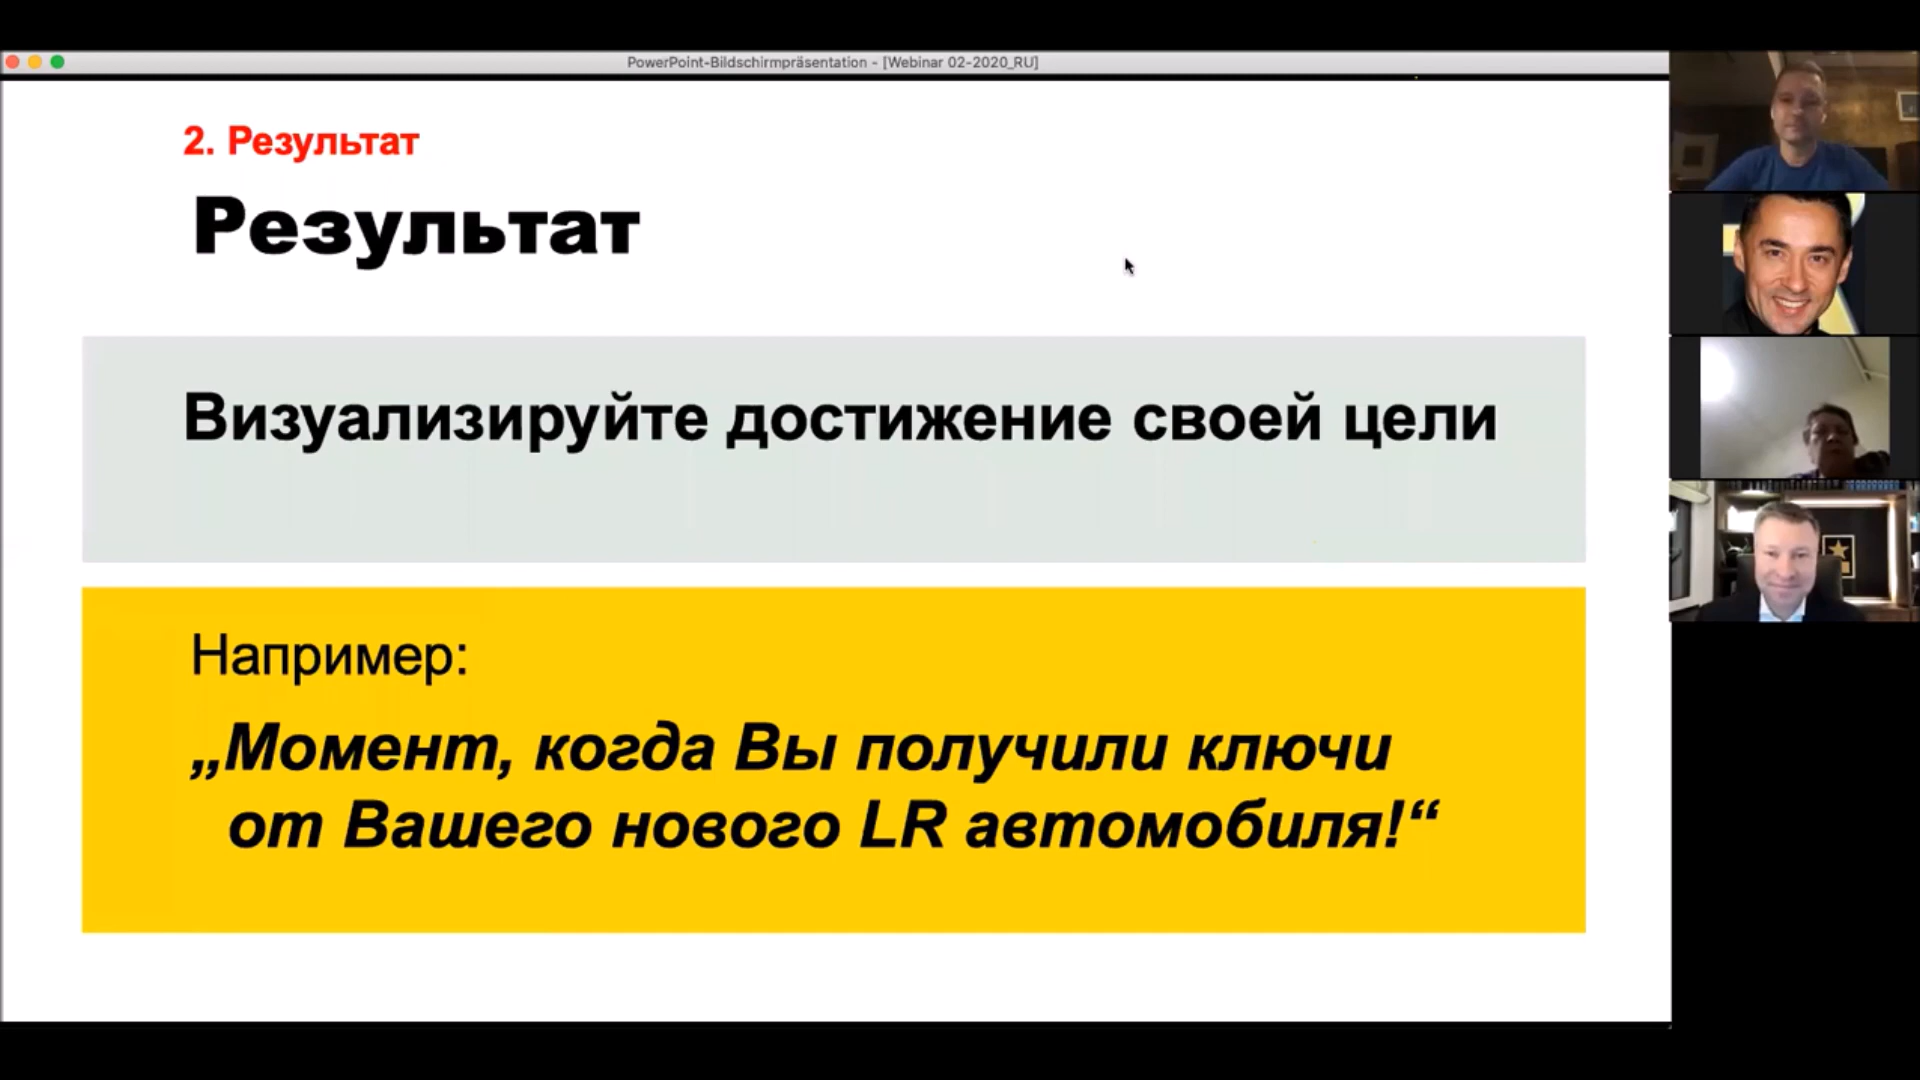 PowerPoint-Bildschirmpräsentation - [Webinar 02-2020_RU]
2. Результат
Результат
Визуализируйте достижение своей цели
Например:
„Момент, когда Вы получили ключи
от Вашего нового LR автомобиля!“